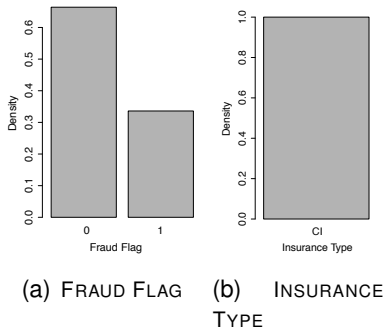 0.0 0.1 0.2 0.3 0.4 0.5 0.6
Density
0 1
Fraud Flag
0.0 0.2 0.4 0.6 0.8 1.0
Density
CI
Insurance Type
(a) FRAUD FLAG
(b) INSURANCE
TYPE